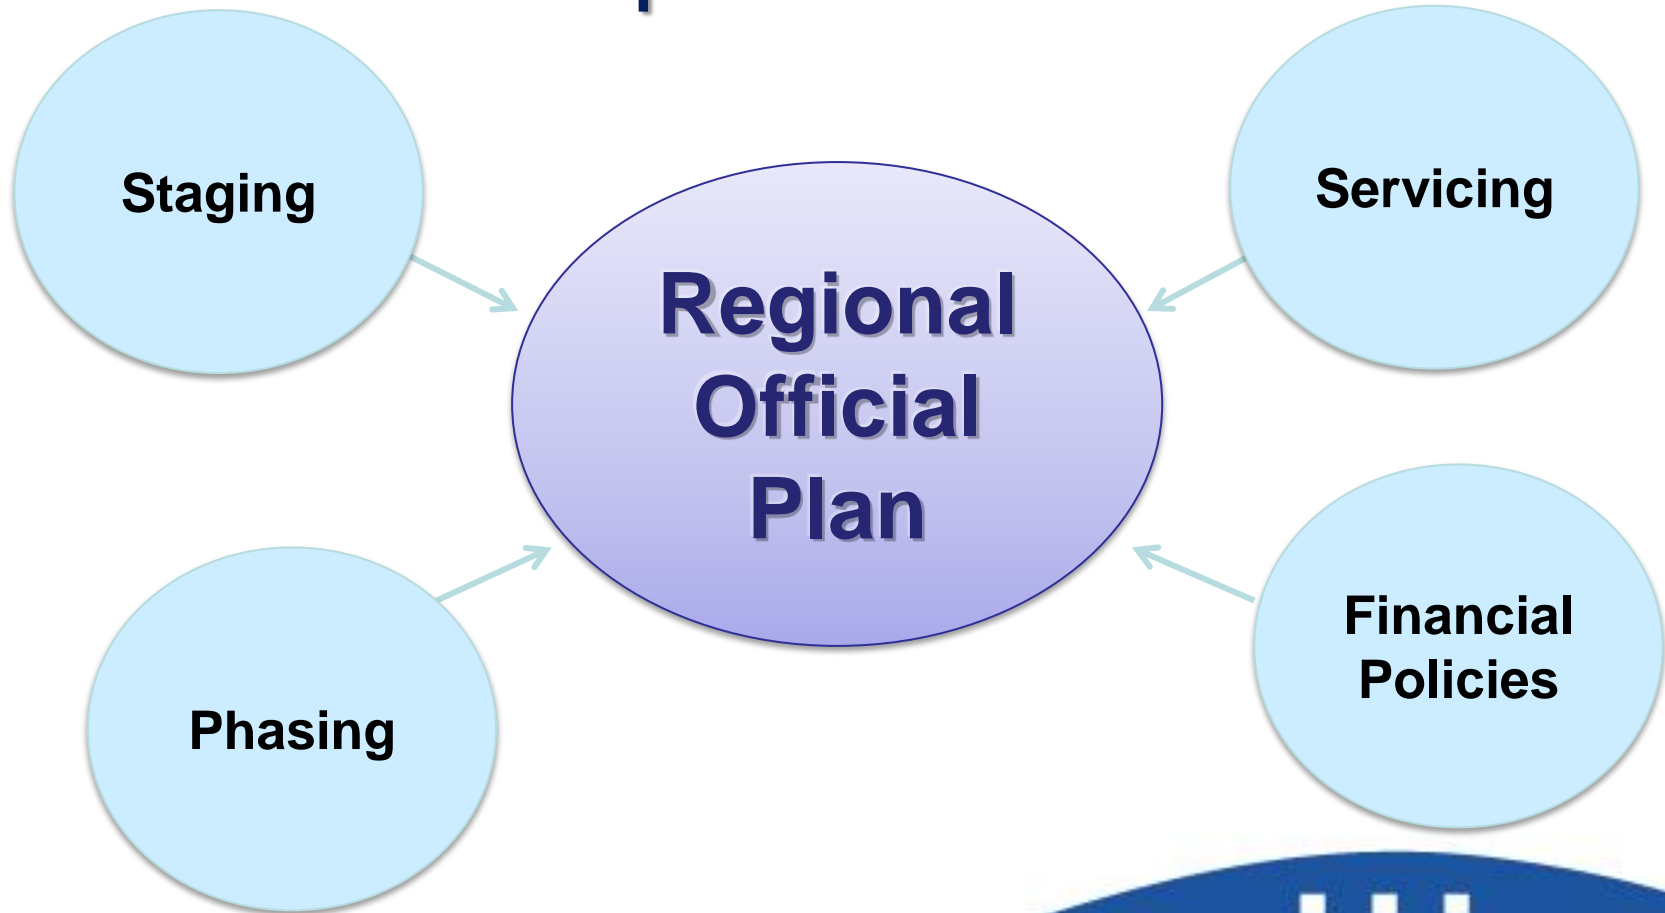 Staging
Servicing
Regional
Official
Plan
Financial
Policies
Phasing